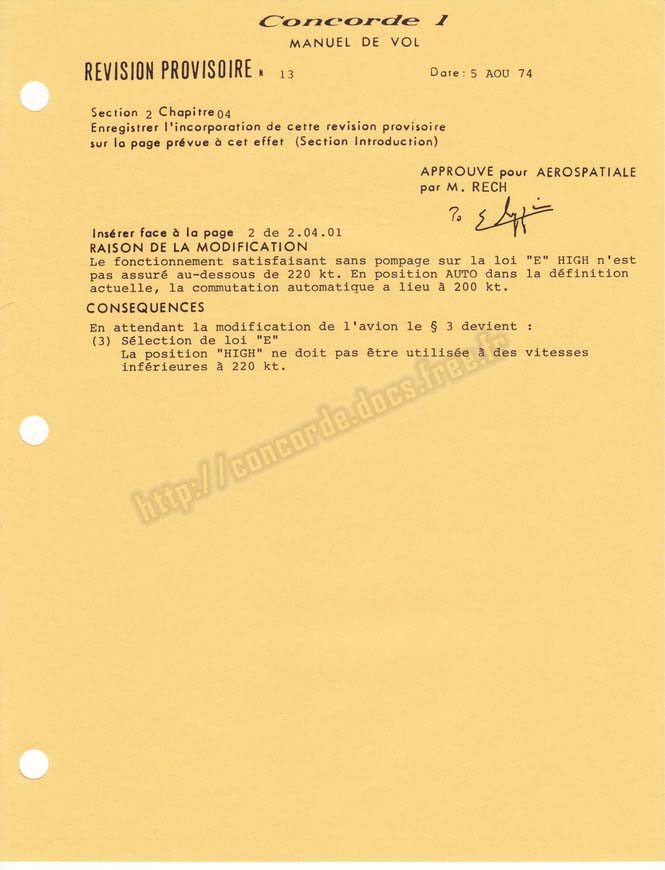 Concorde 1
MANUEL DE VOL
REVISION PROVISOIRE N 13
Date: 5 AOU 74
Section 2 Chapitre 04
Enregistrer l'incorporation de cette revision provisoire
sur la page prévue à cet effet (Section Introduction)
APPROUVE pour AEROSPATIALE
par M. RECH
Insérer face à la page 2 de 2.04.01
RAISON DE LA MODIFICATION
Le fonctionnement satisfaisant sans pompage sur la loi "E" HIGH n'est
pas assuré au-dessous de 220 kt. En position AUTO dans la définition
actuelle, la commutation automatique a lieu à 200 kt.
CONSEQUENCES
En attendant la modification de l'avion le § 3 devient :
(3) Sélection de loi "E"
La position "HIGH" ne doit pas être utilisée à des vitesses
inférieures à 220 kt.
http://concorde.docs.free.fr